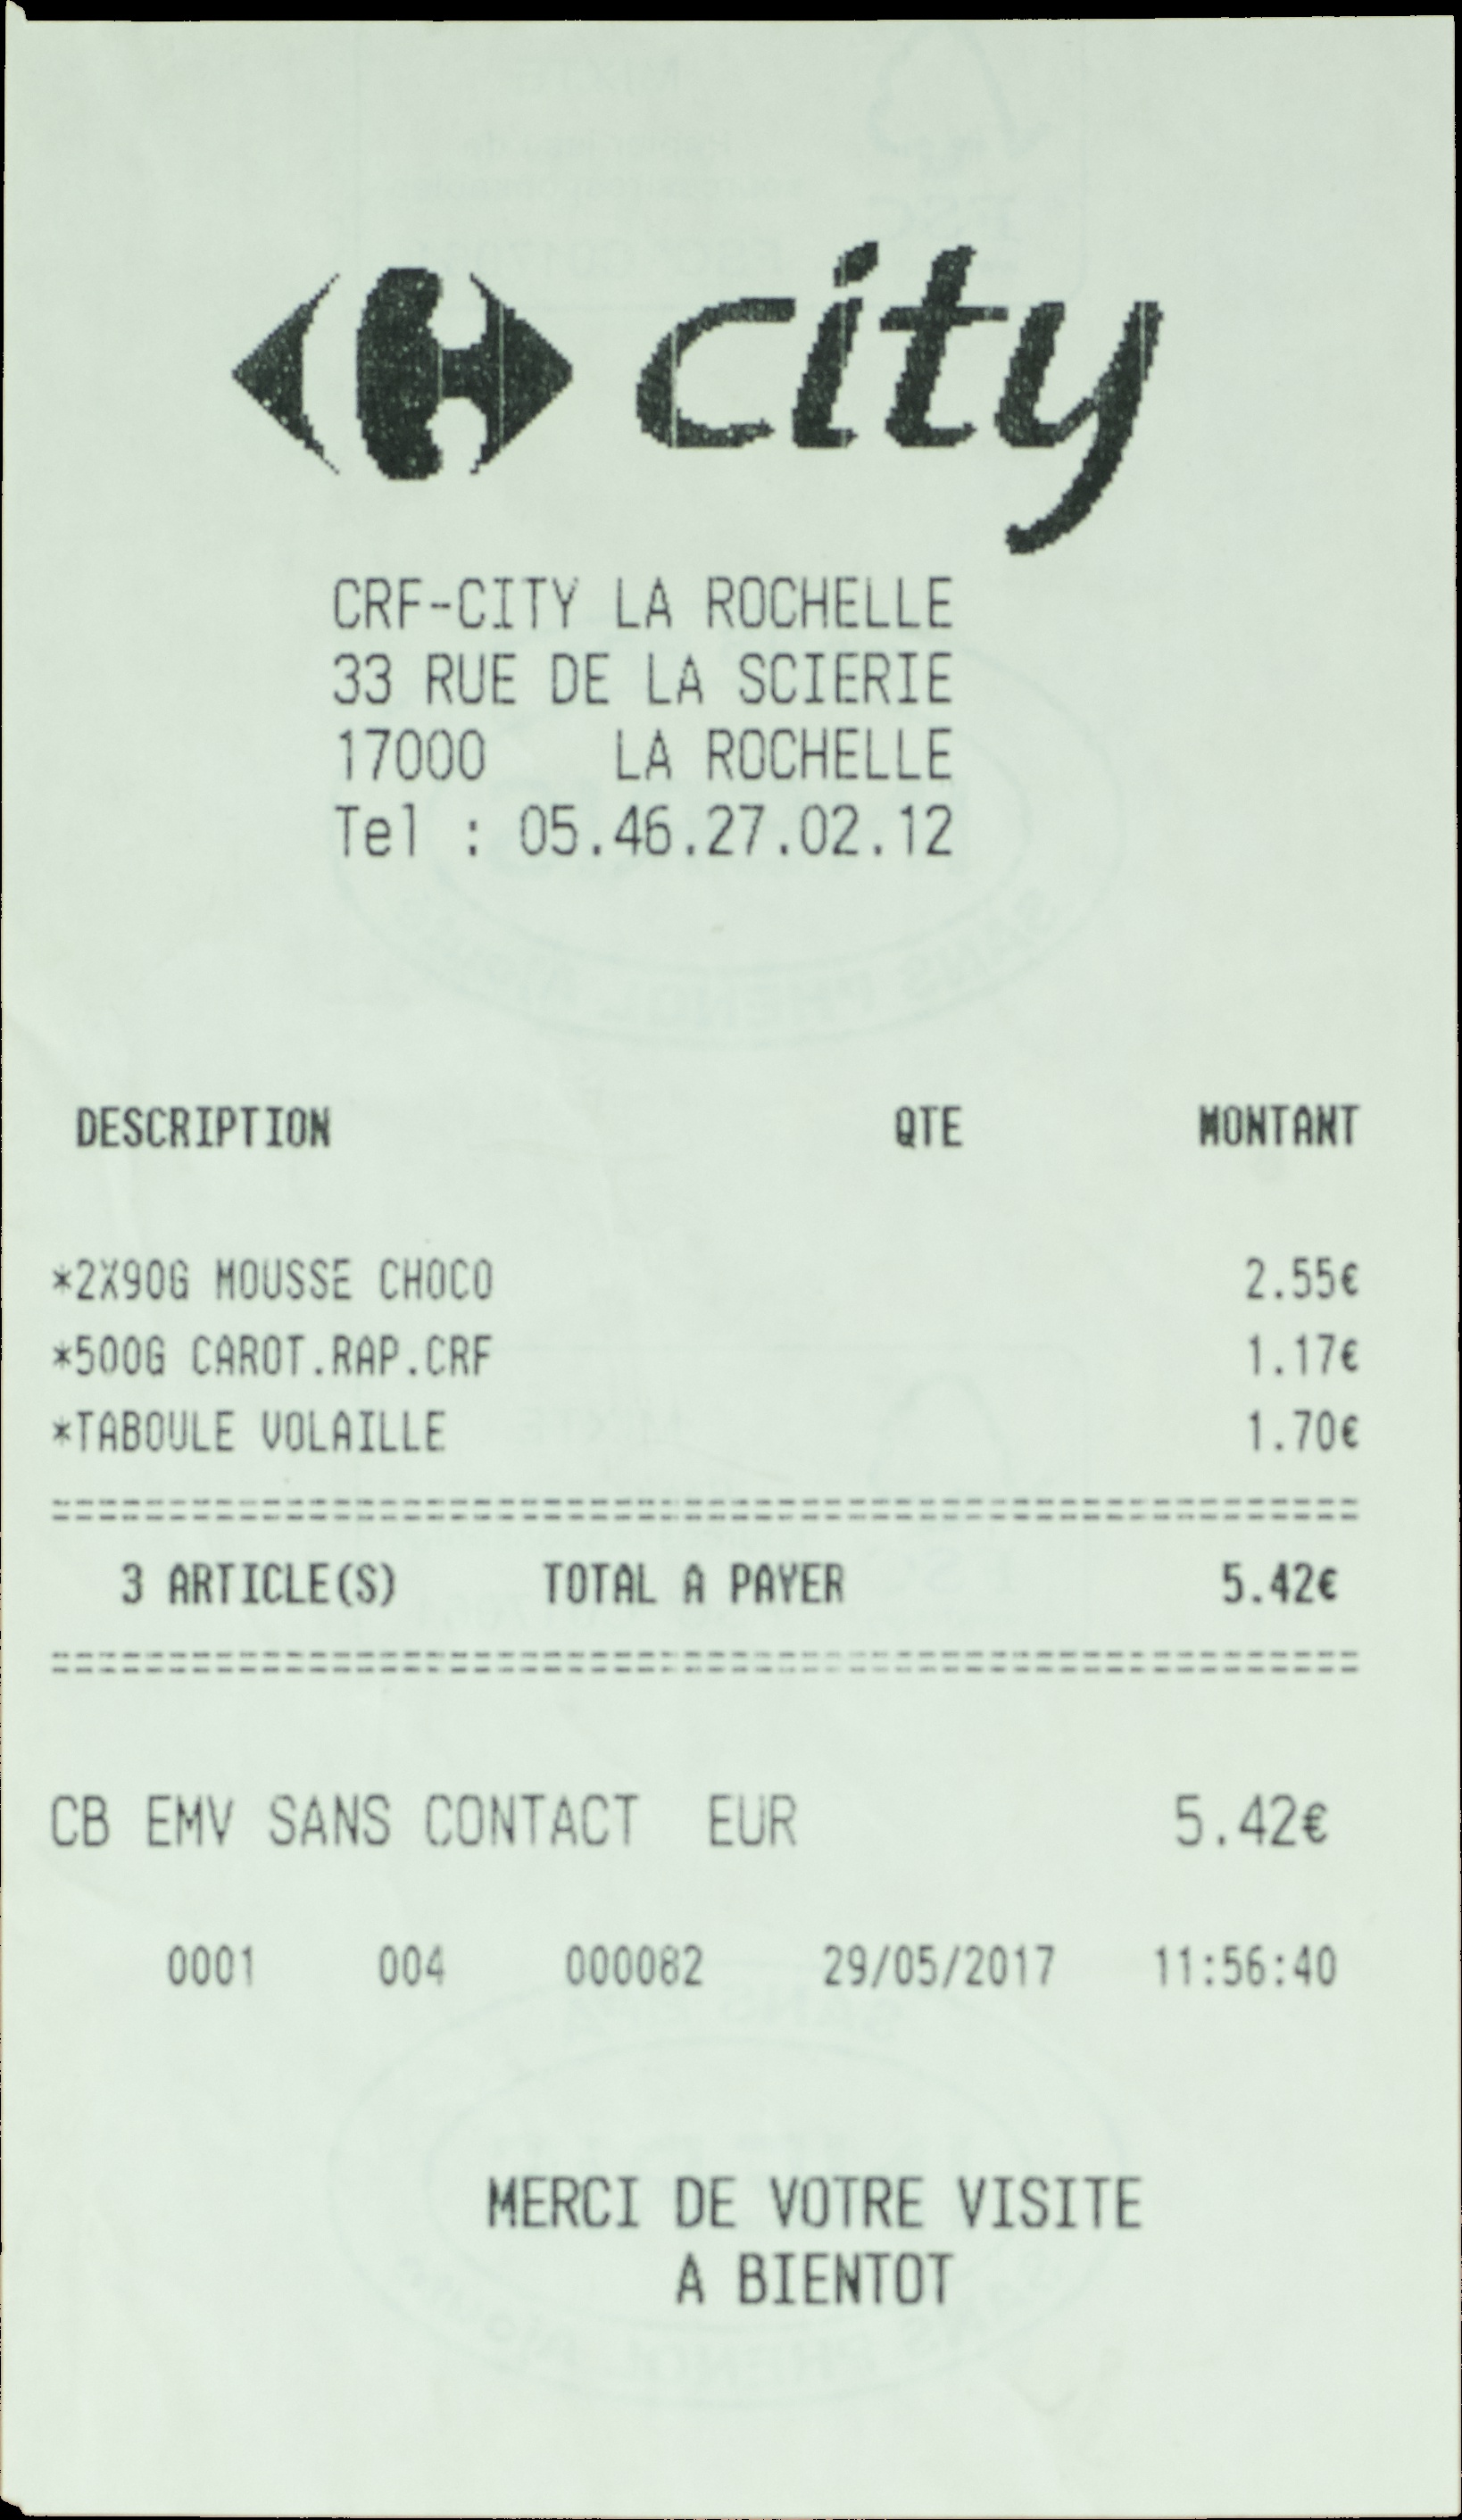 city
CRF-CITY LA ROCHELLE
33 RUE DE LA SCIERIE
17000 LA ROCHELLE
Tel : 05.46.27.02.12
DESCRIPTION QTE MONTANT
*2X90G MOUSSE CHOCO 2.55€
*500G CAROT.RAP.CRF 1.17€
*TABOULE VOLAILLE 1.70€
==========================================================
3 ARTICLE(S) TOTAL A PAYER 5.42€
==========================================================
CB EMV SANS CONTACT EUR 5.42€
0001 004 000082 29/05/2017 11:56:40
MERCI DE VOTRE VISITE
A BIENTOT